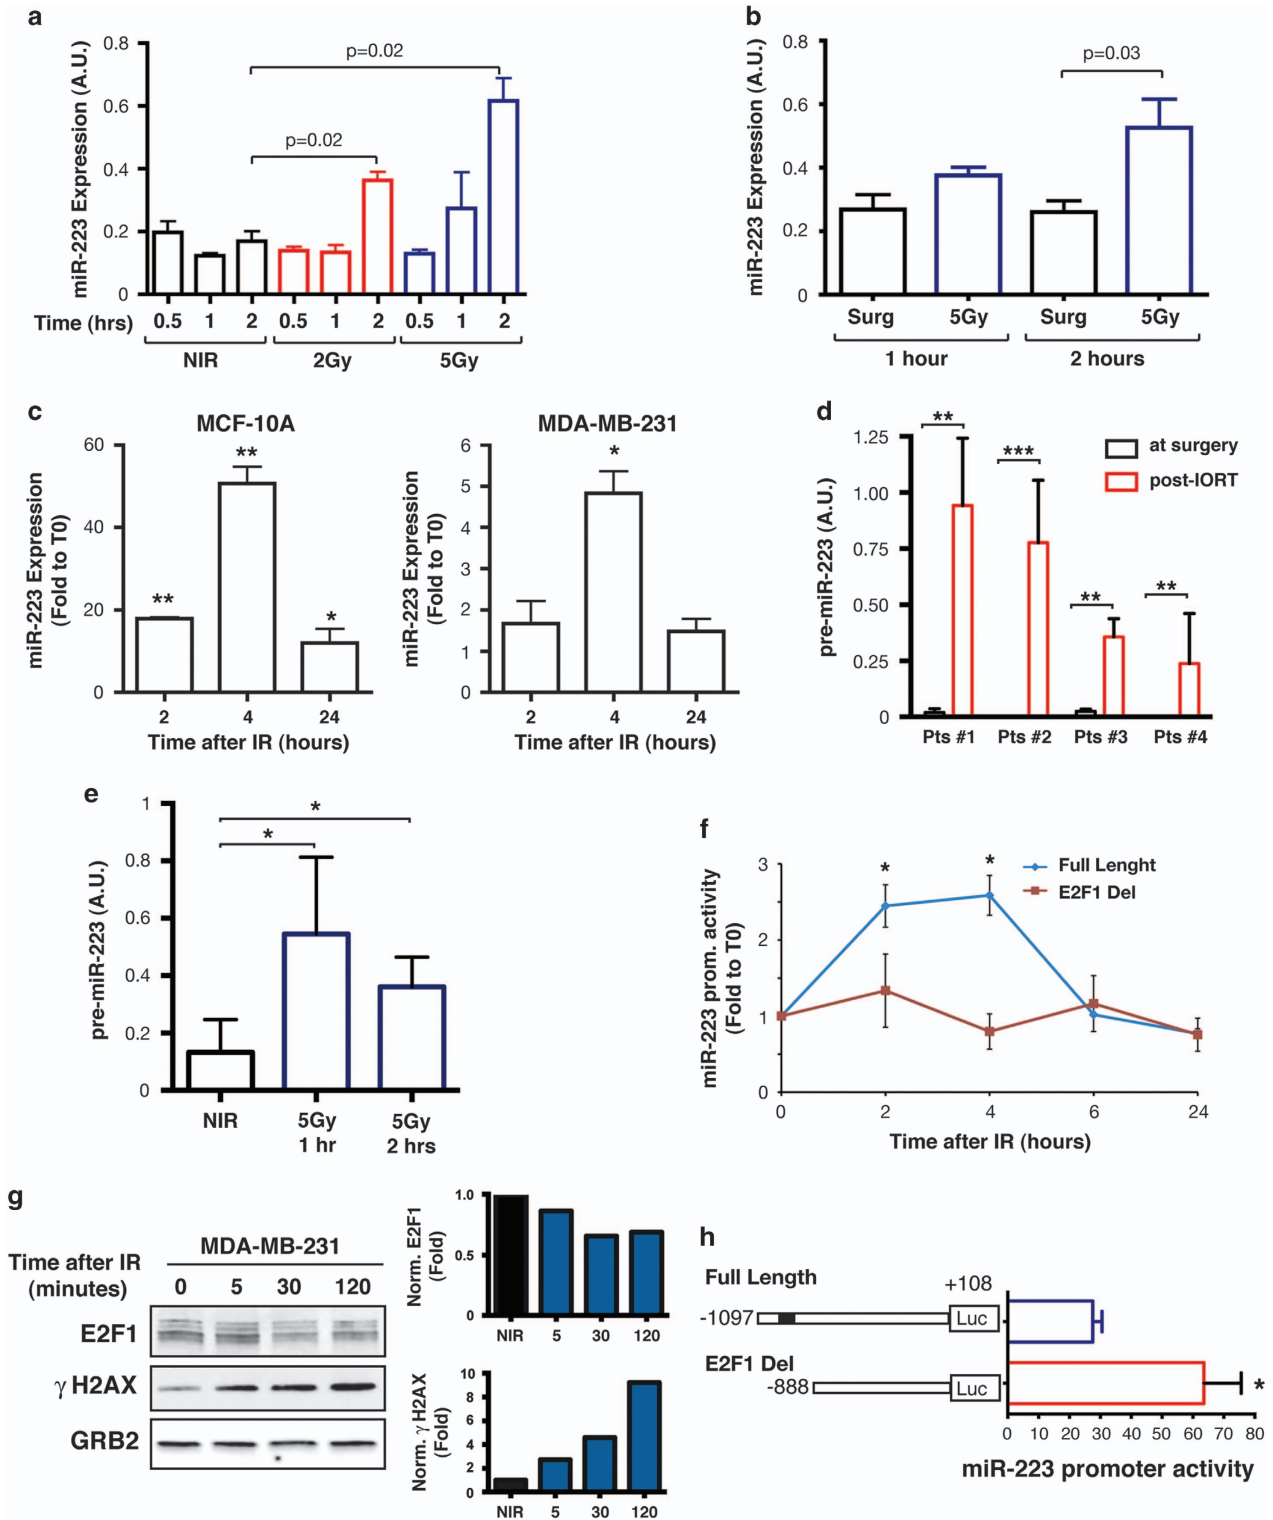 a
miR-223 Expression (A.U.)
0.8
0.6
0.4
0.2
0
p=0.02
p=0.02
Time (hrs) 0.5 1 2 0.5 1 2 0.5 1 2
NIR 2Gy 5Gy
b
miR-223 Expression (A.U.)
0.8
0.6
0.4
0.2
0
p=0.03
Surg 5Gy Surg 5Gy
1 hour 2 hours
c
MCF-10A
miR-223 Expression
(Fold to T0)
60
40
20
0
** ** *
2 4 24
Time after IR (hours)
MDA-MB-231
miR-223 Expression
(Fold to T0)
6
5
4
3
2
1
0
*
2 4 24
Time after IR (hours)
d
pre-miR-223 (A.U.)
1.25
1.00
0.75
0.50
0.25
0
** *** ** **
at surgery
post-IORT
Pts #1 Pts #2 Pts #3 Pts #4
e
pre-miR-223 (A.U.)
1
0.8
0.6
0.4
0.2
0
*
*
NIR 5Gy 5Gy
1 hr 2 hrs
f
miR-223 prom. activity
(Fold to T0)
3
2
1
0
* *
Full Lenght
E2F1 Del
0 2 4 6 24
Time after IR (hours)
g
MDA-MB-231
Time after IR
(minutes) 0 5 30 120
E2F1
γ H2AX
GRB2
Norm. E2F1
(Fold)
1.0
0.5
0
NIR 5 30 120
Norm. γ H2AX
(Fold)
10
8
6
4
2
0
NIR 5 30 120
h
Full Length +108
-1097 Luc
E2F1 Del
-888 Luc
*
0 10 20 30 40 50 60 70 80
miR-223 promoter activity